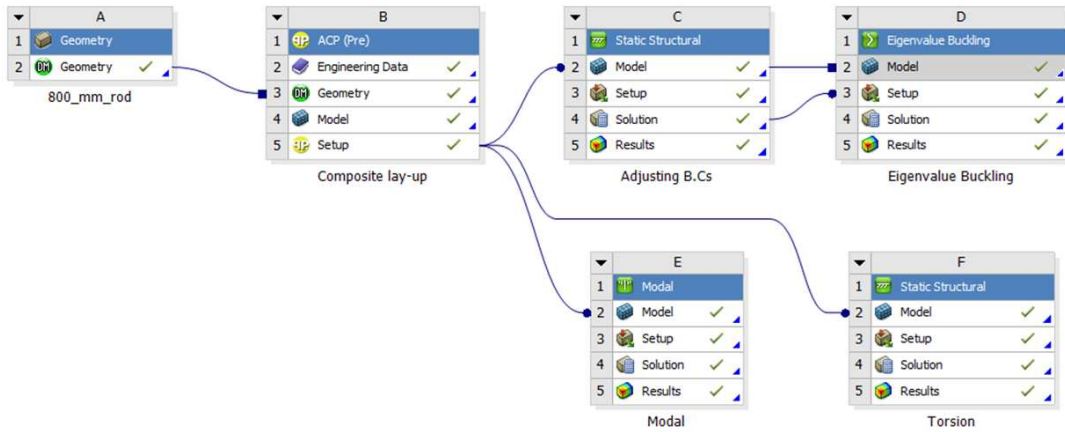 A
1 Geometry
2 Geometry
800_mm_rod
B
1 ACP (Pre)
2 Engineering Data
3 Geometry
4 Model
5 Setup
Composite lay-up
C
1 Static Structural
2 Model
3 Setup
4 Solution
5 Results
Adjusting B.Cs
D
1 Eigenvalue Buckling
2 Model
3 Setup
4 Solution
5 Results
Eigenvalue Buckling
E
1 Modal
2 Model
3 Setup
4 Solution
5 Results
Modal
F
1 Static Structural
2 Model
3 Setup
4 Solution
5 Results
Torsion